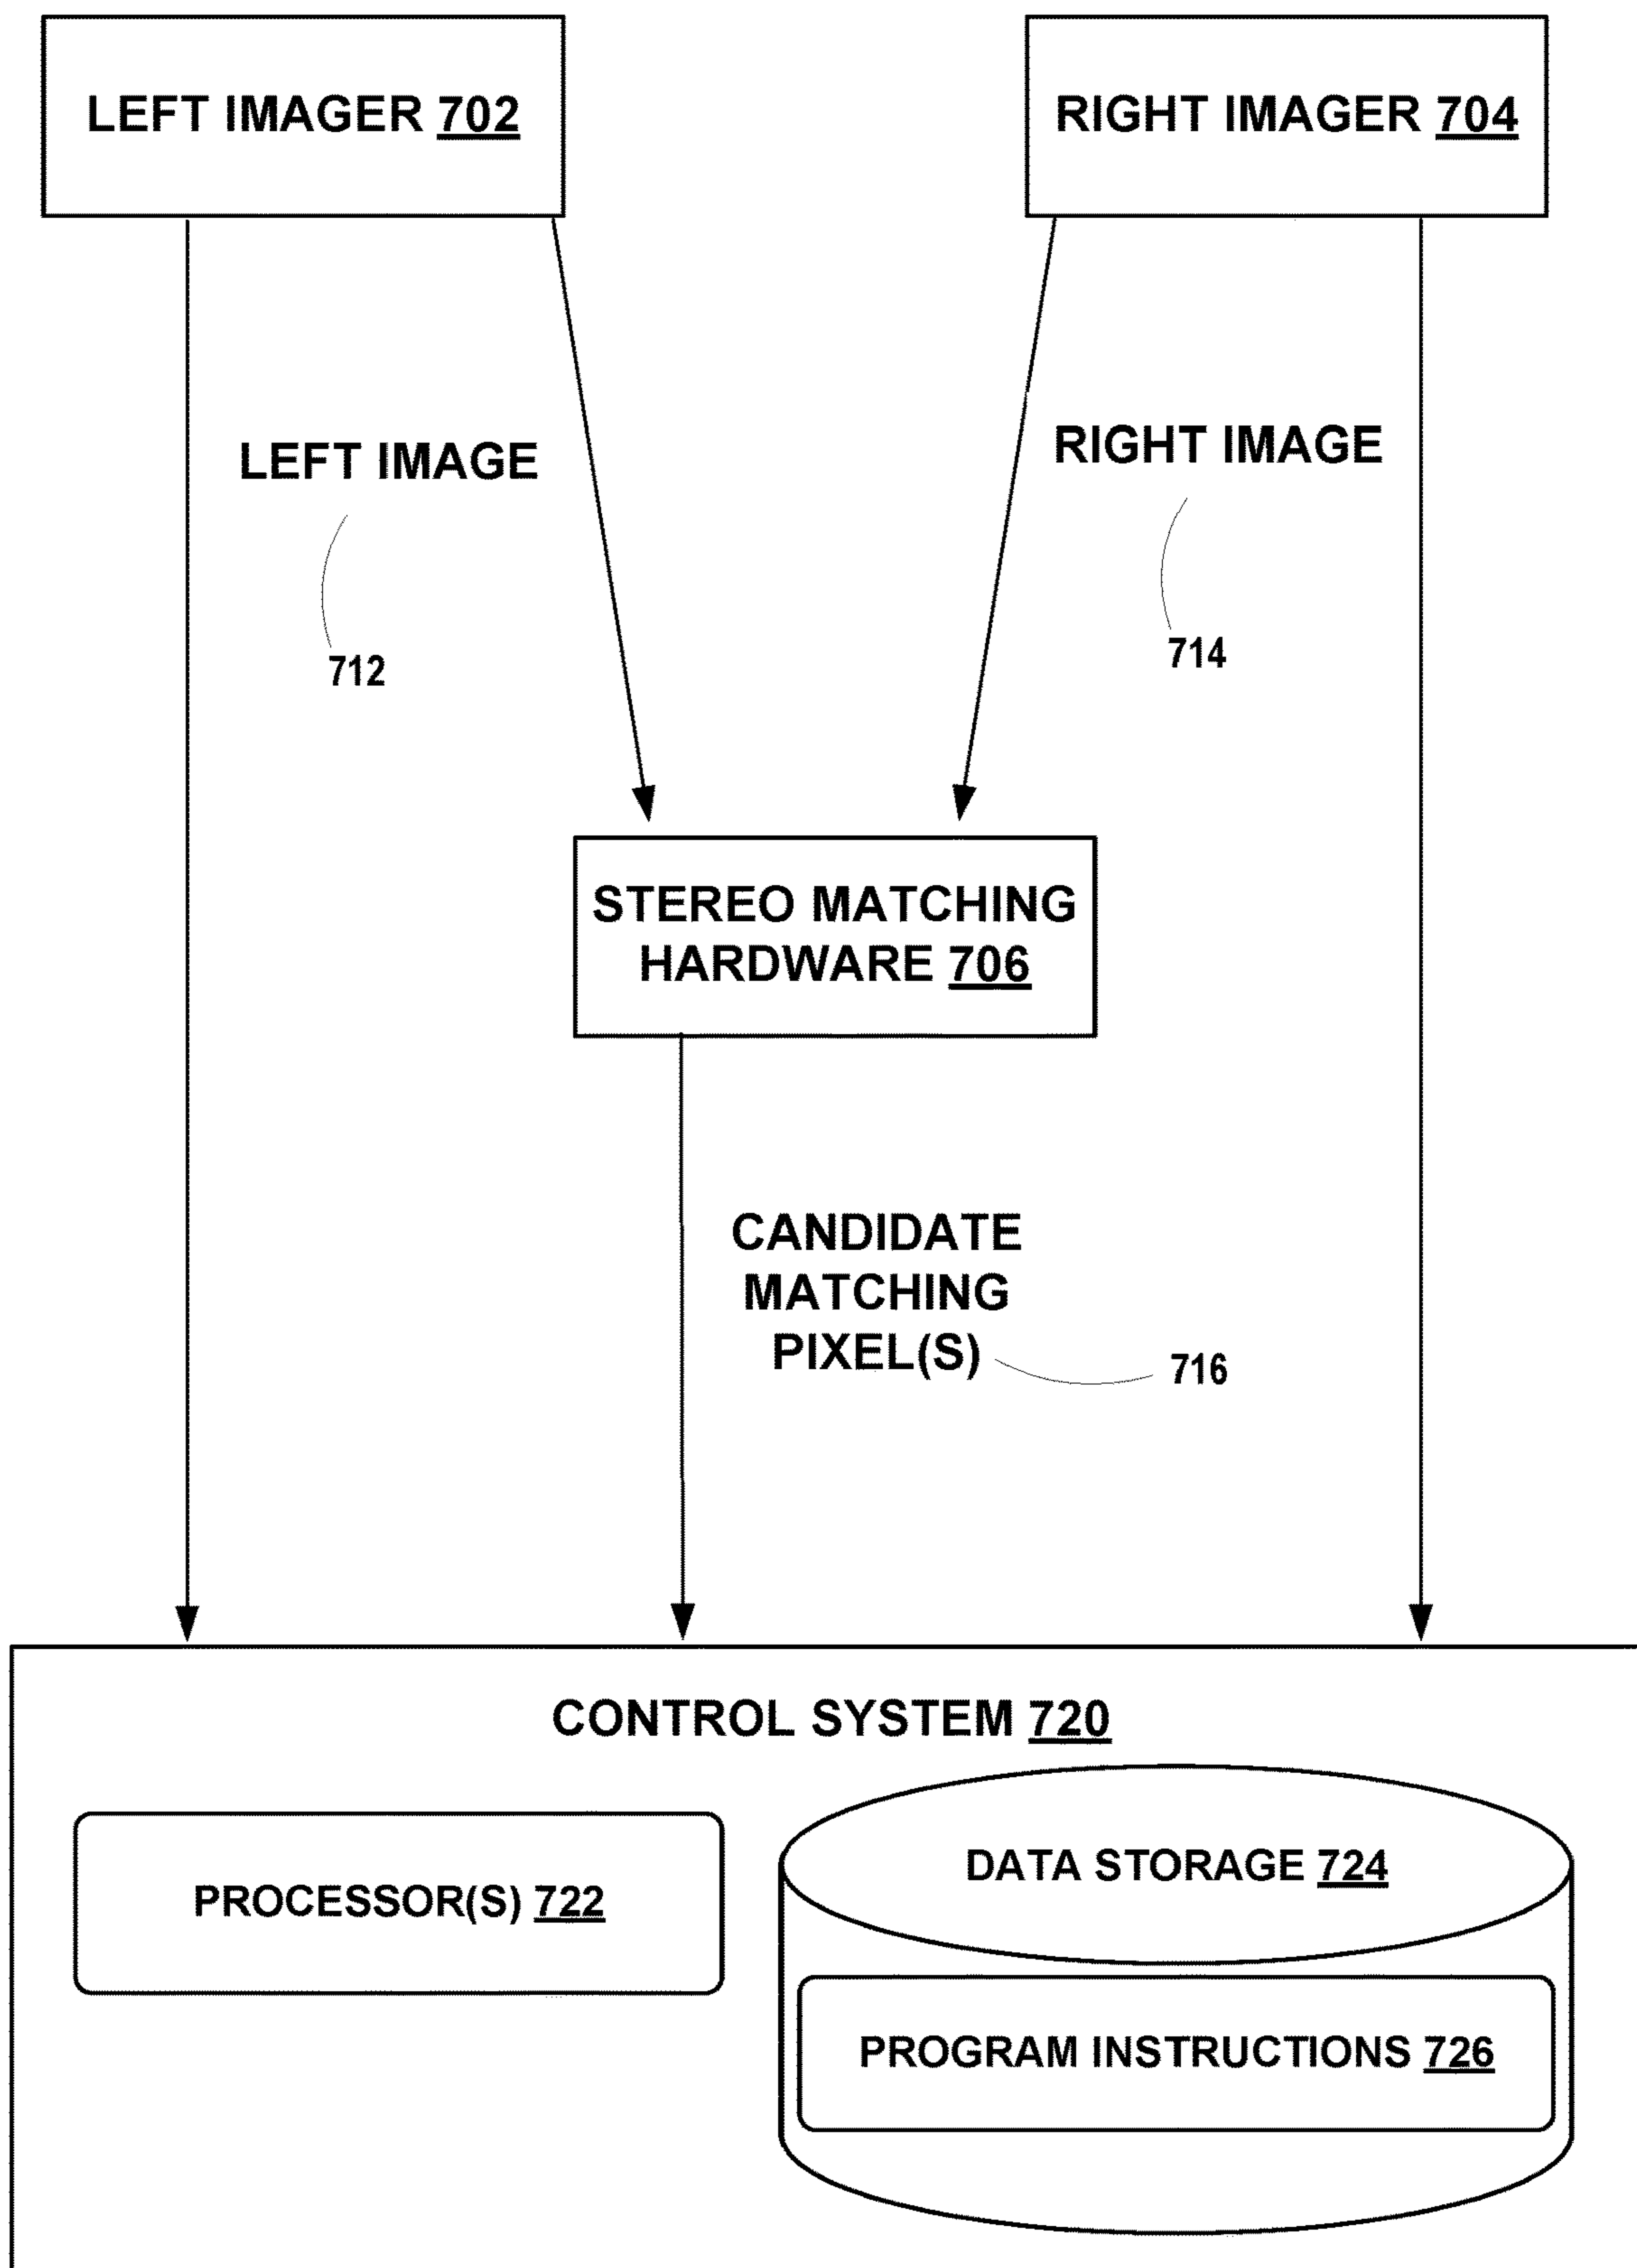 LEFT IMAGER 702
RIGHT IMAGER 704
LEFT IMAGE
712
RIGHT IMAGE
714
STEREO MATCHING
HARDWARE 706
CANDIDATE
MATCHING
PIXEL(S)
716
CONTROL SYSTEM 720
PROCESSOR(S) 722
DATA STORAGE 724
PROGRAM INSTRUCTIONS 726